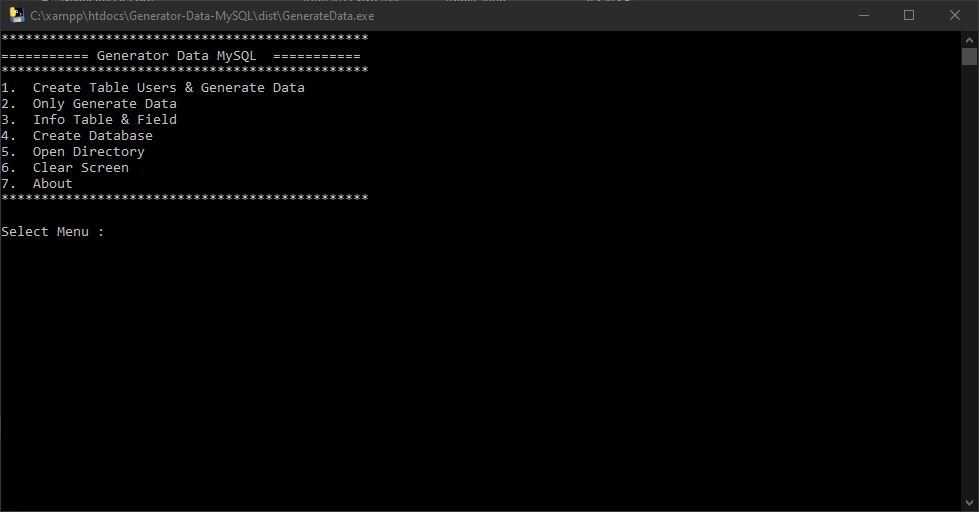 C:\xampp\htdocs\Generator-Data-MySQL\dist\GenerateData.exe
**********************************************
=========== Generator Data MySQL  ===========
**********************************************
1.  Create Table Users & Generate Data
2.  Only Generate Data
3.  Info Table & Field
4.  Create Database
5.  Open Directory
6.  Clear Screen
7.  About
**********************************************
Select Menu :